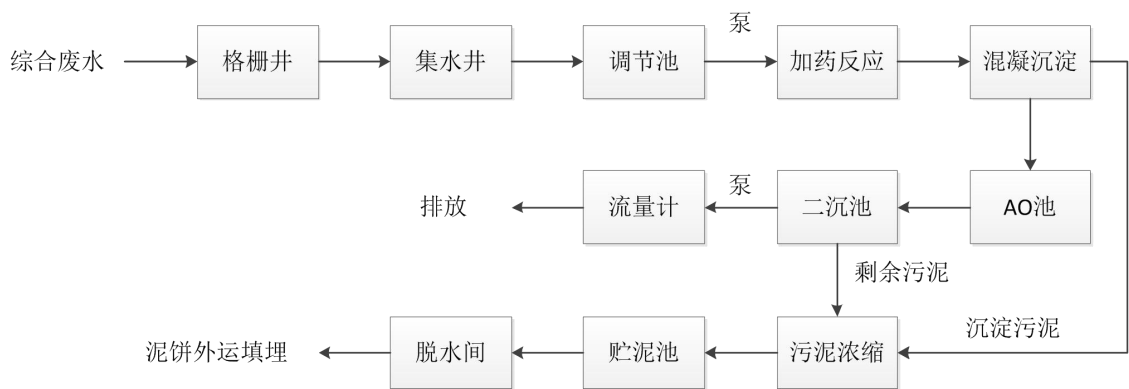 泵
综合废水
格栅井
集水井
调节池
加药反应
混凝沉淀
泵
排放
流量计
二沉池
AO池
剩余污泥
沉淀污泥
泥饼外运填埋
脱水间
贮泥池
污泥浓缩